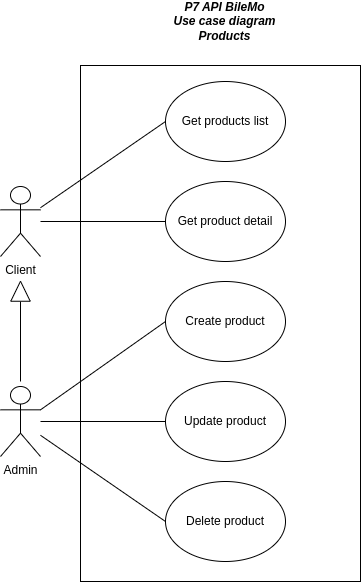 P7 API BileMo
Use case diagram
Products
Get products list
Get product detail
Client
Create product
Update product
Admin
Delete product